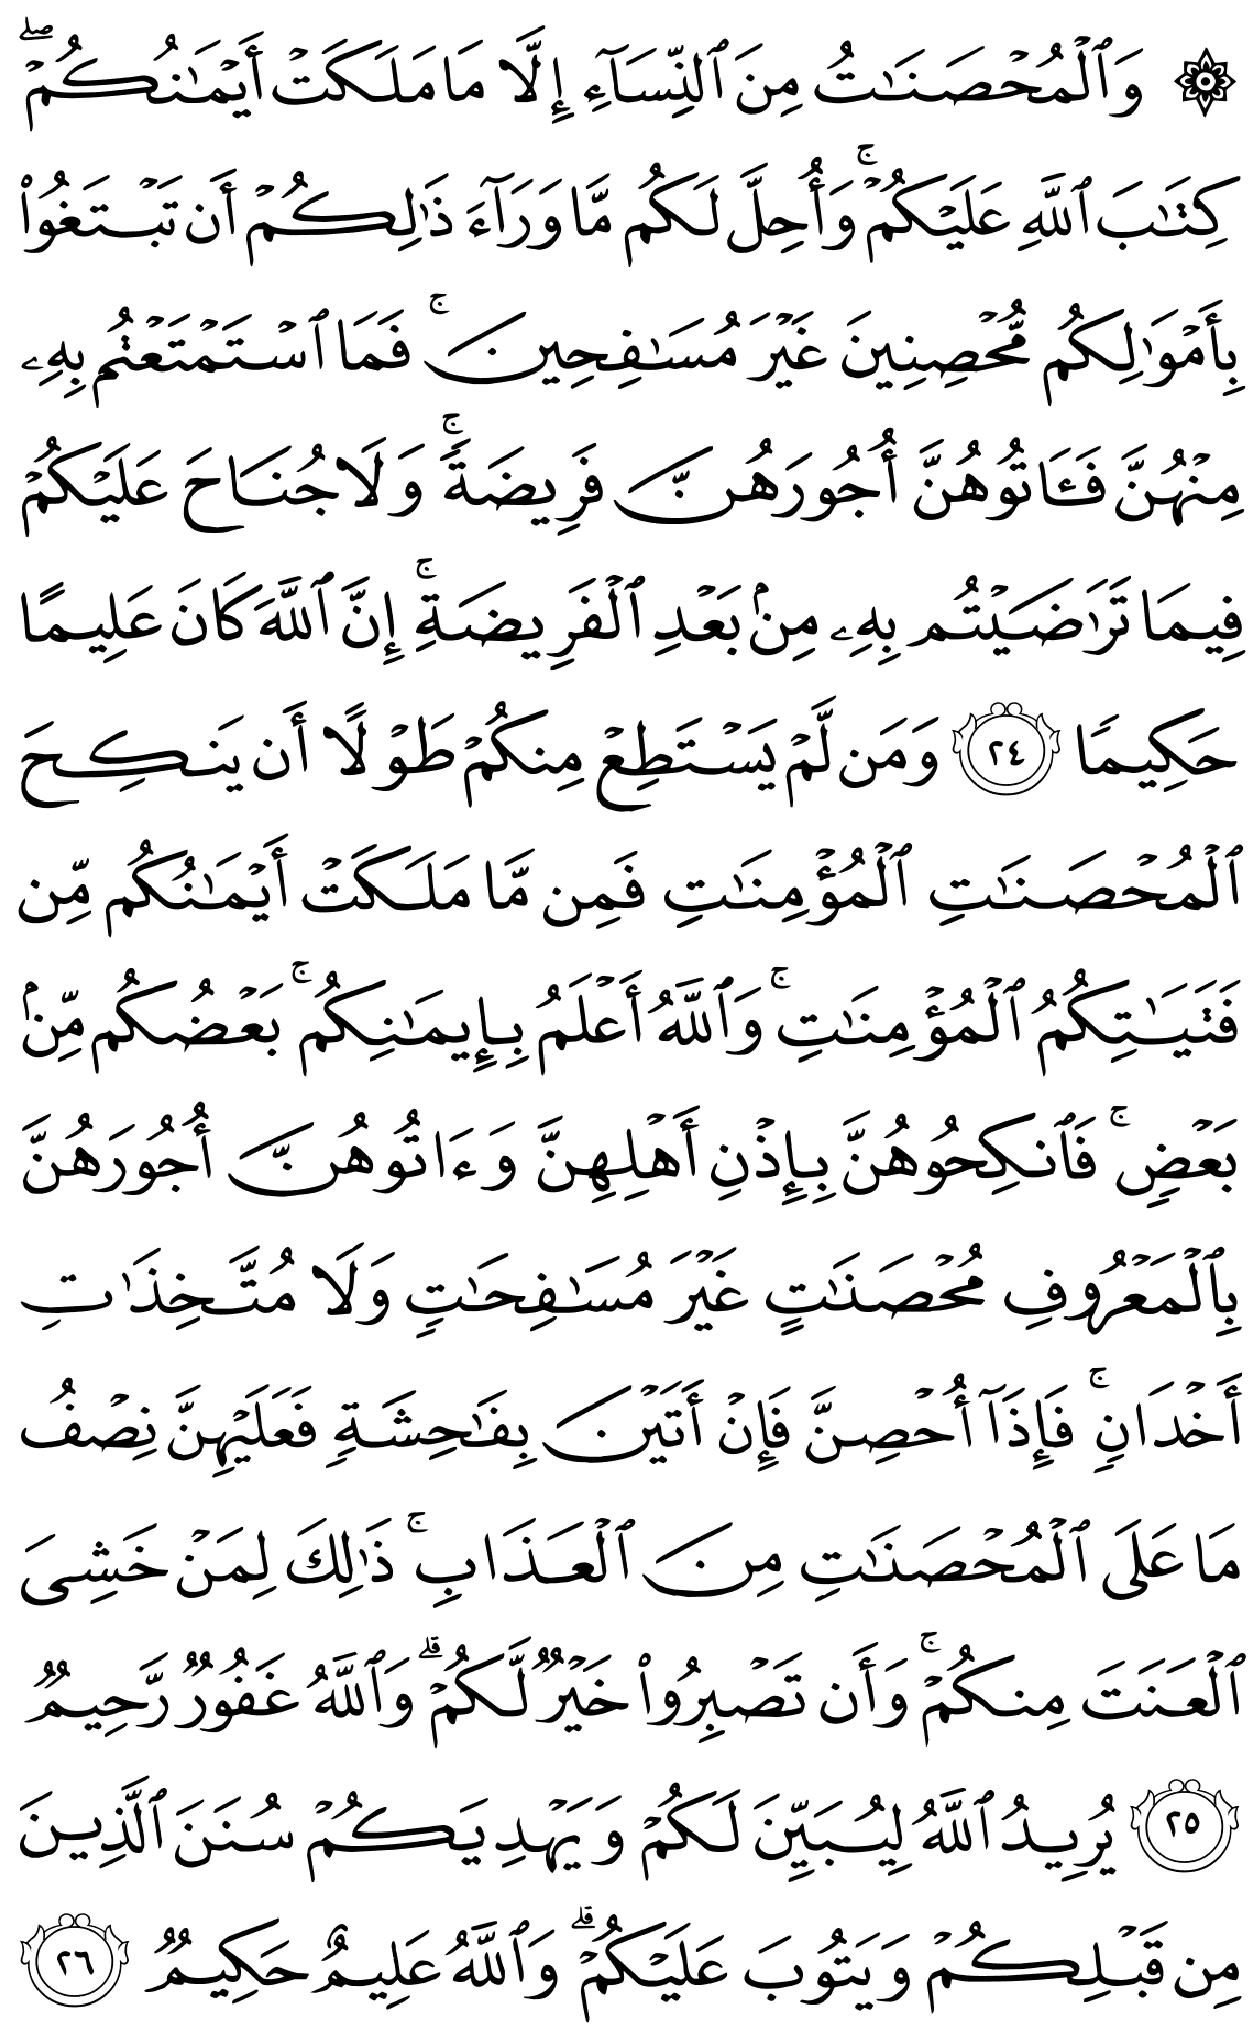 ۞ وَٱلۡمُحۡصَنَٰتُ مِنَ ٱلنِّسَآءِ إِلَّا مَا مَلَكَتۡ أَيۡمَٰنُكُمۡۖ
كِتَٰبَ ٱللَّهِ عَلَيۡكُمۡۚ وَأُحِلَّ لَكُم مَّا وَرَآءَ ذَٰلِكُمۡ أَن تَبۡتَغُواْ
بِأَمۡوَٰلِكُم مُّحۡصِنِينَ غَيۡرَ مُسَٰفِحِينَۚ فَمَا ٱسۡتَمۡتَعۡتُم بِهِۦ
مِنۡهُنَّ فَـَٔاتُوهُنَّ أُجُورَهُنَّ فَرِيضَةٗۚ وَلَا جُنَاحَ عَلَيۡكُمۡ
فِيمَا تَرَٰضَيۡتُم بِهِۦ مِنۢ بَعۡدِ ٱلۡفَرِيضَةِۚ إِنَّ ٱللَّهَ كَانَ عَلِيمًا
حَكِيمٗا ٢٤ وَمَن لَّمۡ يَسۡتَطِعۡ مِنكُمۡ طَوۡلًا أَن يَنكِحَ
ٱلۡمُحۡصَنَٰتِ ٱلۡمُؤۡمِنَٰتِ فَمِن مَّا مَلَكَتۡ أَيۡمَٰنُكُم مِّن
فَتَيَٰتِكُمُ ٱلۡمُؤۡمِنَٰتِۚ وَٱللَّهُ أَعۡلَمُ بِإِيمَٰنِكُمۚ بَعۡضُكُم مِّنۢ
بَعۡضٖۚ فَٱنكِحُوهُنَّ بِإِذۡنِ أَهۡلِهِنَّ وَءَاتُوهُنَّ أُجُورَهُنَّ
بِٱلۡمَعۡرُوفِ مُحۡصَنَٰتٍ غَيۡرَ مُسَٰفِحَٰتٖ وَلَا مُتَّخِذَٰتِ
أَخۡدَانٖۚ فَإِذَآ أُحۡصِنَّ فَإِنۡ أَتَيۡنَ بِفَٰحِشَةٖ فَعَلَيۡهِنَّ نِصۡفُ
مَا عَلَى ٱلۡمُحۡصَنَٰتِ مِنَ ٱلۡعَذَابِۚ ذَٰلِكَ لِمَنۡ خَشِيَ
ٱلۡعَنَتَ مِنكُمۡۚ وَأَن تَصۡبِرُواْ خَيۡرٞ لَّكُمۡۗ وَٱللَّهُ غَفُورٞ رَّحِيمٞ
٢٥ يُرِيدُ ٱللَّهُ لِيُبَيِّنَ لَكُمۡ وَيَهۡدِيَكُمۡ سُنَنَ ٱلَّذِينَ
مِن قَبۡلِكُمۡ وَيَتُوبَ عَلَيۡكُمۡۗ وَٱللَّهُ عَلِيمٌ حَكِيمٞ ٢٦